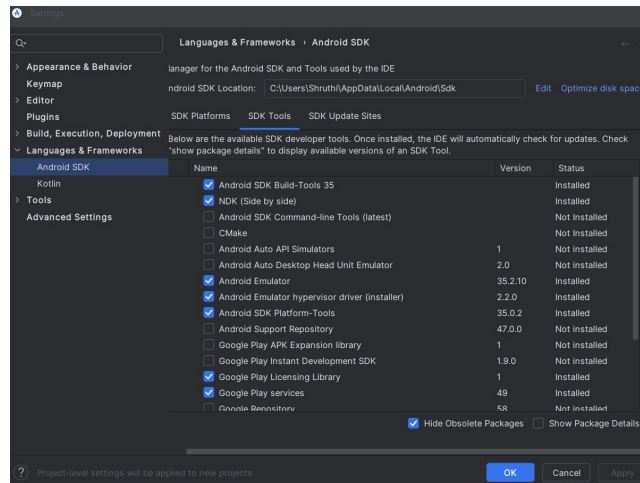 Settings
Languages & Frameworks › Android SDK
Appearance & Behavior
Keymap
Editor
Plugins
Build, Execution, Deployment
Languages & Frameworks
Android SDK
Kotlin
Tools
Advanced Settings
lanager for the Android SDK and Tools used by the IDE
ndroid SDK Location: C:\Users\Shruthi\AppData\Local\Android\Sdk Edit Optimize disk spac
SDK Platforms SDK Tools SDK Update Sites
Below are the available SDK developer tools. Once installed, the IDE will automatically check for updates. Check
"show package details" to display available versions of an SDK Tool.
Name Version Status
Android SDK Build-Tools 35 Installed
NDK (Side by side) Installed
Android SDK Command-line Tools (latest) Not Installed
CMake Not installed
Android Auto API Simulators 1 Not installed
Android Auto Desktop Head Unit Emulator 2.0 Not installed
Android Emulator 35.2.10 Installed
Android Emulator hypervisor driver (installer) 2.2.0 Installed
Android SDK Platform-Tools 35.0.2 Installed
Android Support Repository 47.0.0 Not installed
Google Play APK Expansion library 1 Not installed
Google Play Instant Development SDK 1.9.0 Not installed
Google Play Licensing Library 1 Installed
Google Play services 49 Installed
Google Repository 58 Not installed
Hide Obsolete Packages Show Package Details
? Project-level settings will be applied to new projects
OK Cancel Apply